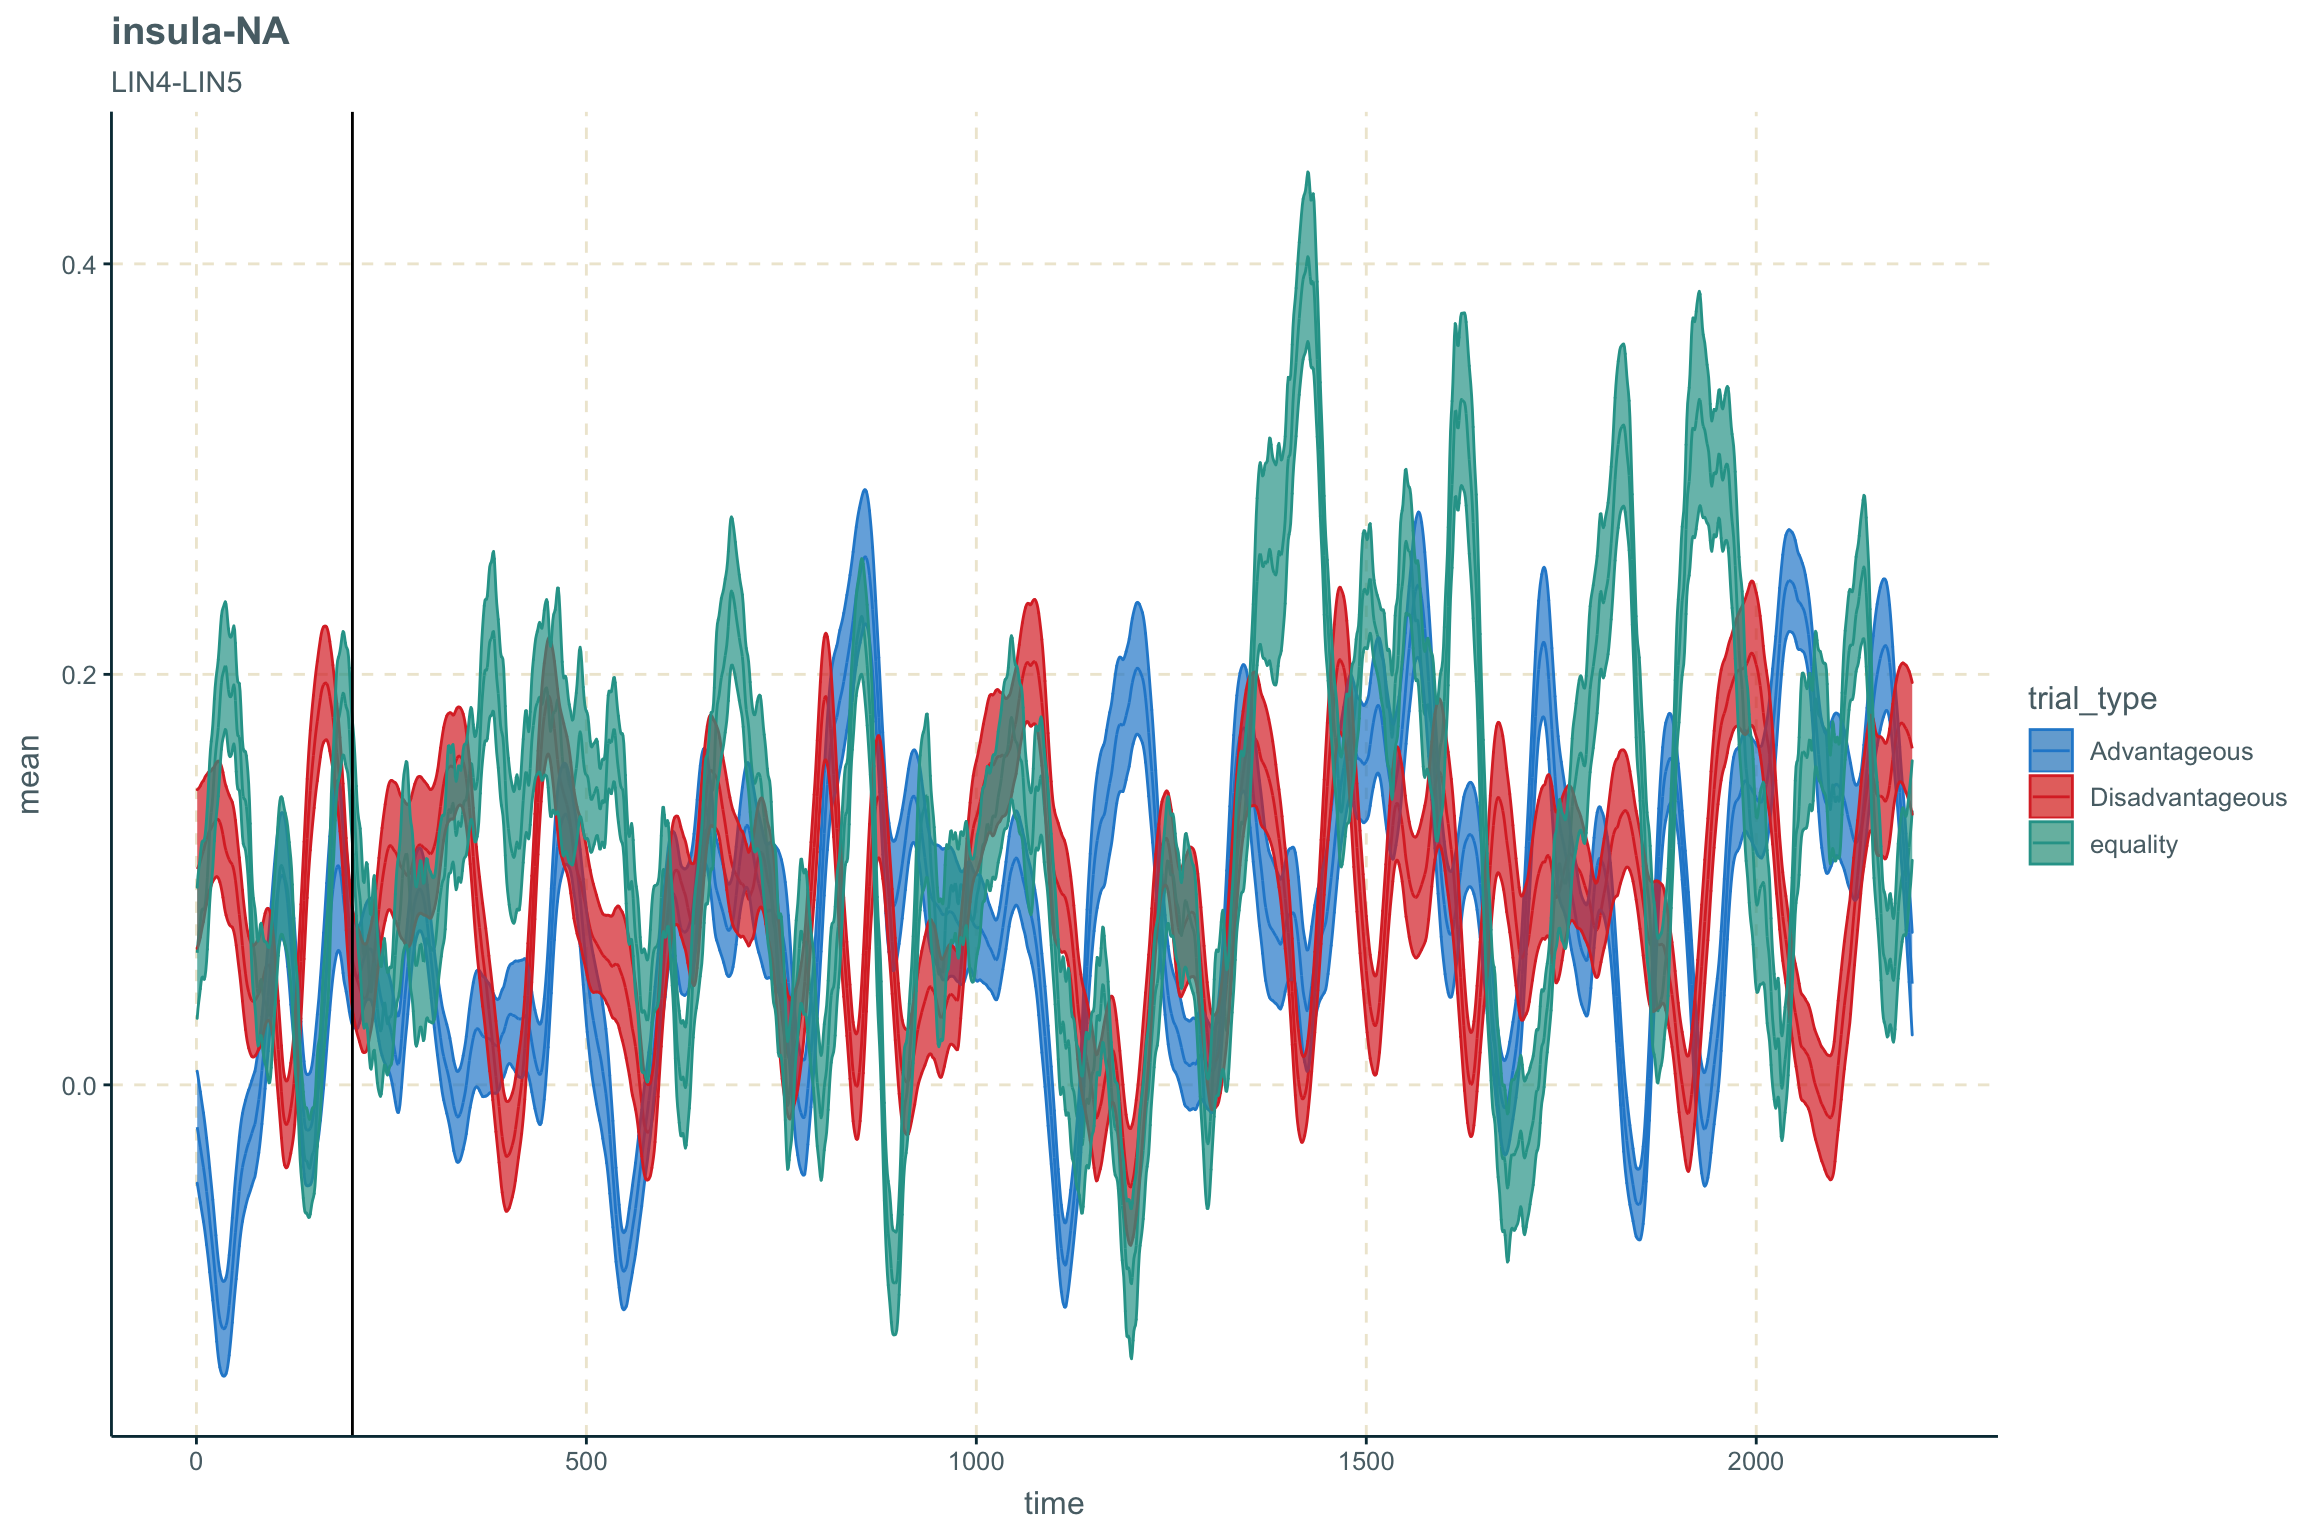 insula-NA
LIN4-LIN5
mean
0.4
0.2
0.0
0
500
1000
1500
2000
time
trial_type
Advantageous
Disadvantageous
equality